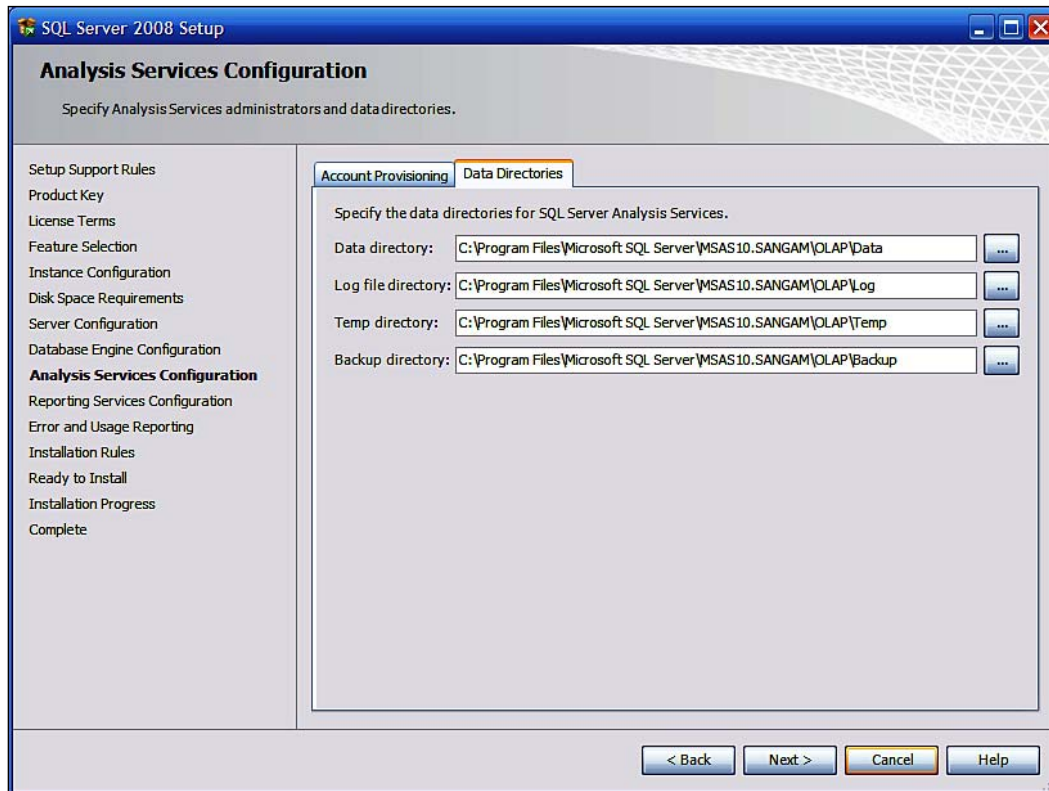 SQL Server 2008 Setup
Analysis Services Configuration
Specify Analysis Services administrators and data directories.
Setup Support Rules
Product Key
License Terms
Feature Selection
Instance Configuration
Disk Space Requirements
Server Configuration
Database Engine Configuration
Analysis Services Configuration
Reporting Services Configuration
Error and Usage Reporting
Installation Rules
Ready to Install
Installation Progress
Complete
Account Provisioning Data Directories
Specify the data directories for SQL Server Analysis Services.
Data directory: C:\Program Files\Microsoft SQL Server\MSAS10.SANGAM\OLAP\Data ...
Log file directory: C:\Program Files\Microsoft SQL Server\MSAS10.SANGAM\OLAP\Log ...
Temp directory: C:\Program Files\Microsoft SQL Server\MSAS10.SANGAM\OLAP\Temp ...
Backup directory: C:\Program Files\Microsoft SQL Server\MSAS10.SANGAM\OLAP\Backup ...
< Back Next > Cancel Help